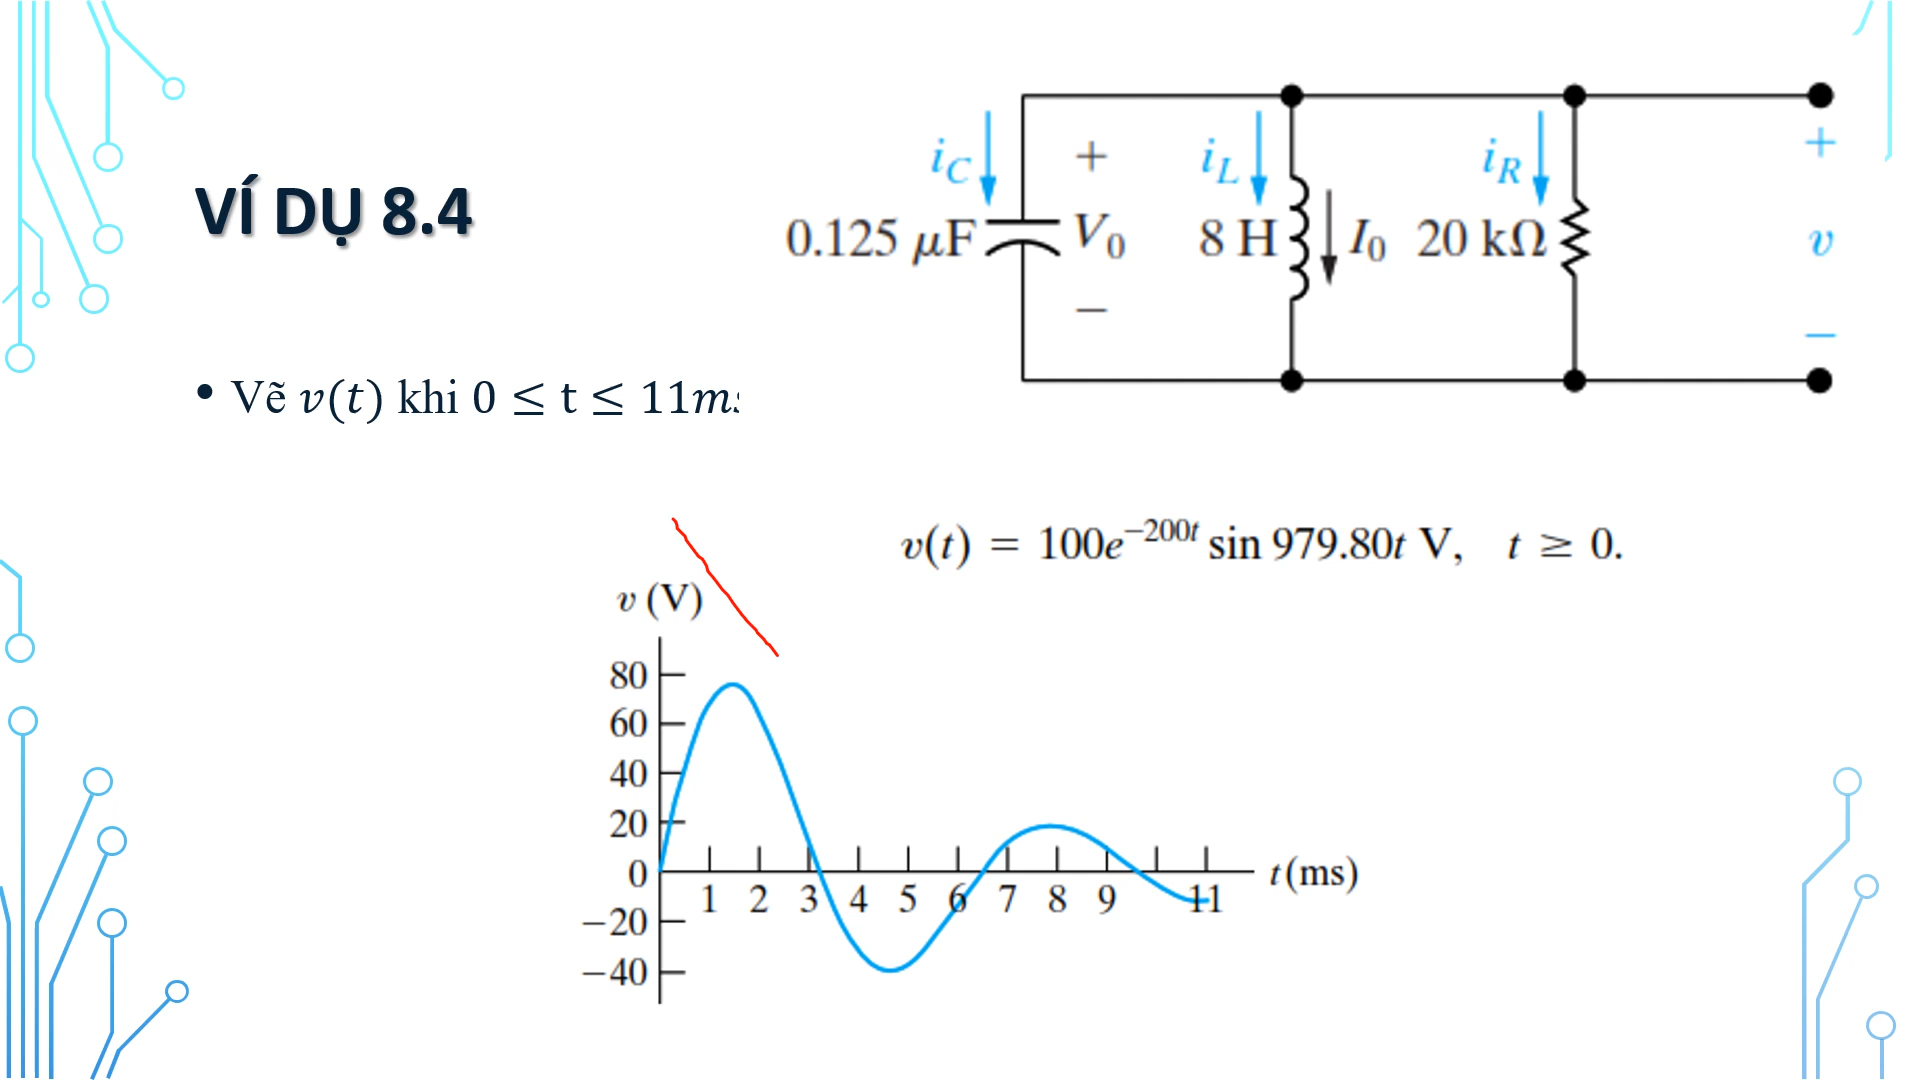 VÍ DỤ 8.4
i_C
+
i_L
i_R
+
0.125 μF
V_0
8 H
I_0
20 kΩ
v
−
−
• Vẽ v(t) khi 0 ≤ t ≤ 11m
v(t) = 100e^{−200t} sin 979.80t V, t ≥ 0.
v (V)
80
60
40
20
0
−20
−40
1 2 3 4 5 6 7 8 9 11
t(ms)